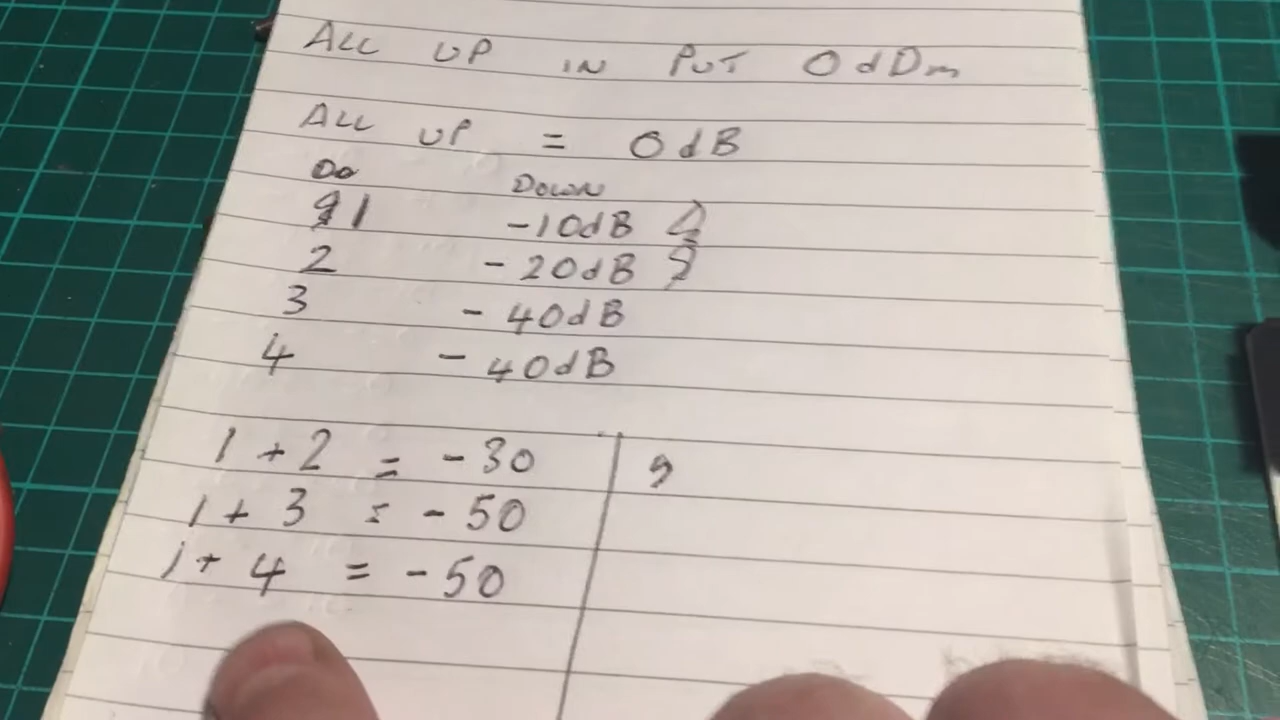 ALL UP IN PUT 0dDm
ALL UP = 0dB
Do Down
1 -10dB
2 -20dB
3 -40dB
4 -40dB
1+2 = -30
1+3 = -50
1+4 = -50